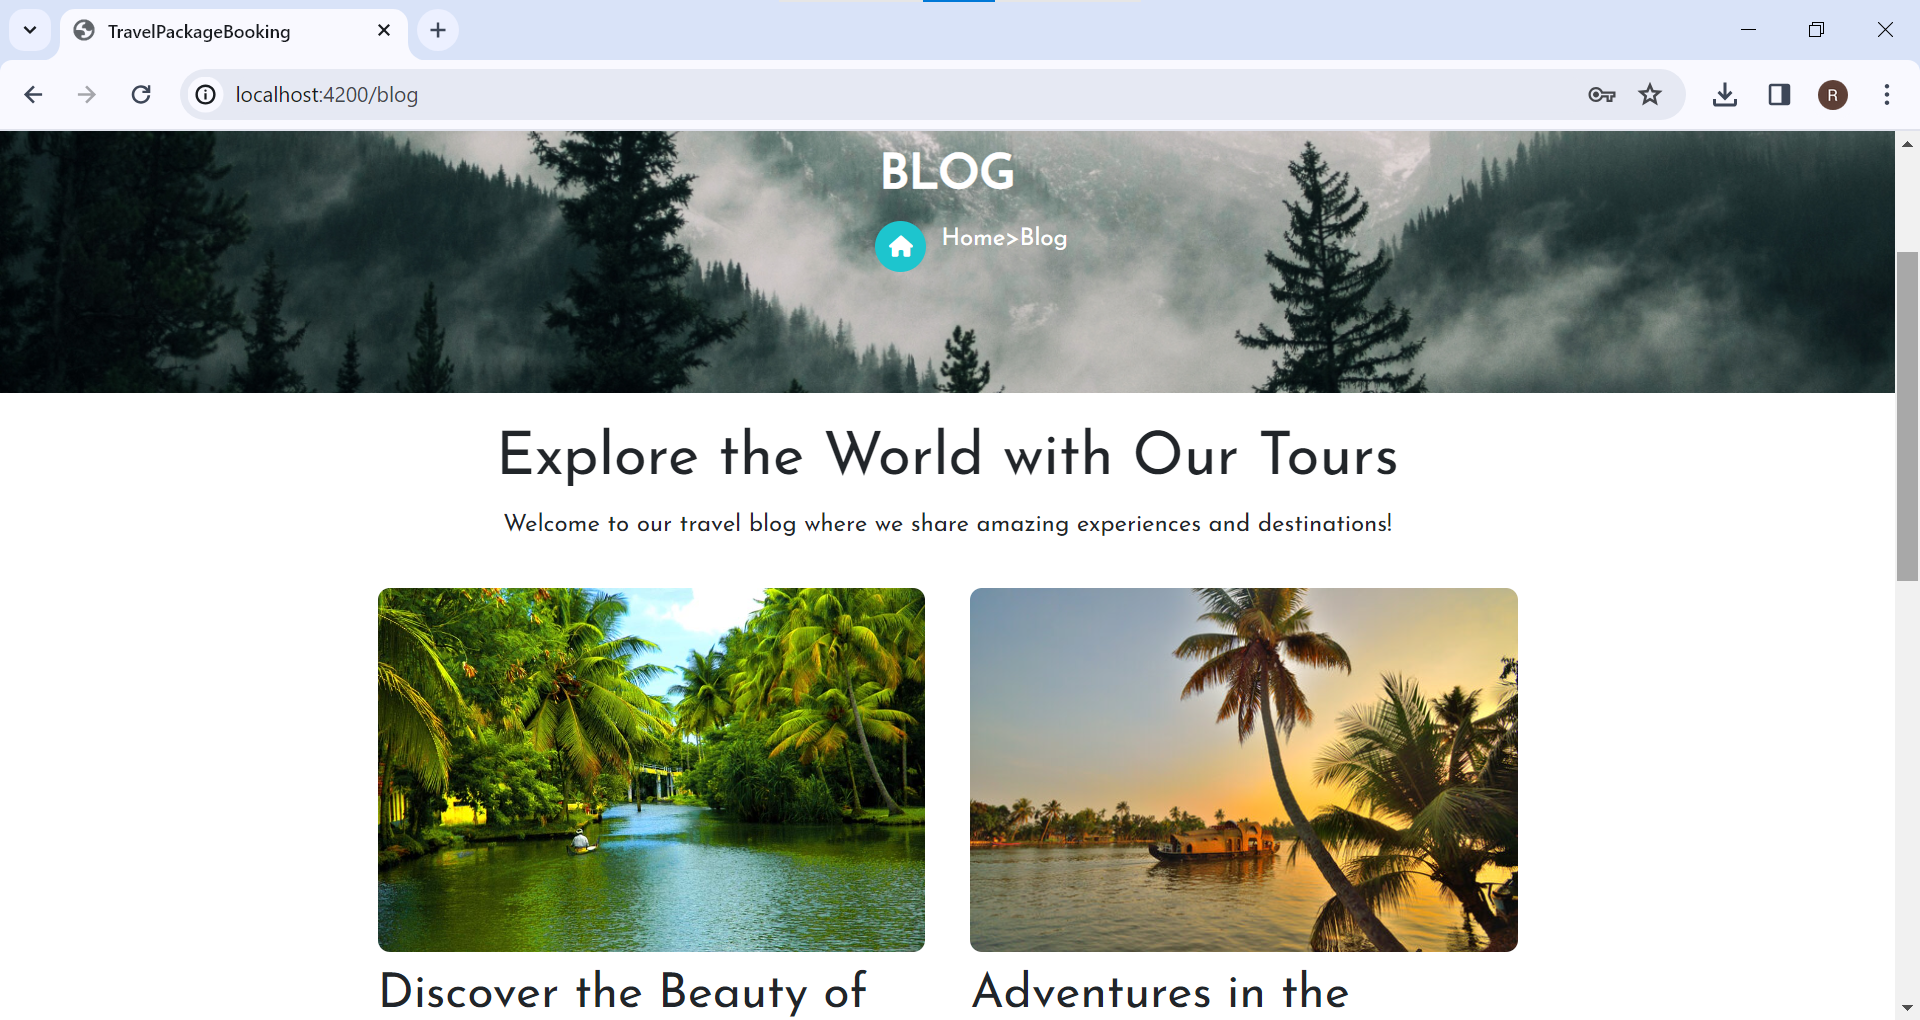 TravelPackageBooking
localhost:4200/blog
R
BLOG
Home>Blog
Explore the World with Our Tours
Welcome to our travel blog where we share amazing experiences and destinations!
Discover the Beauty of
Adventures in the